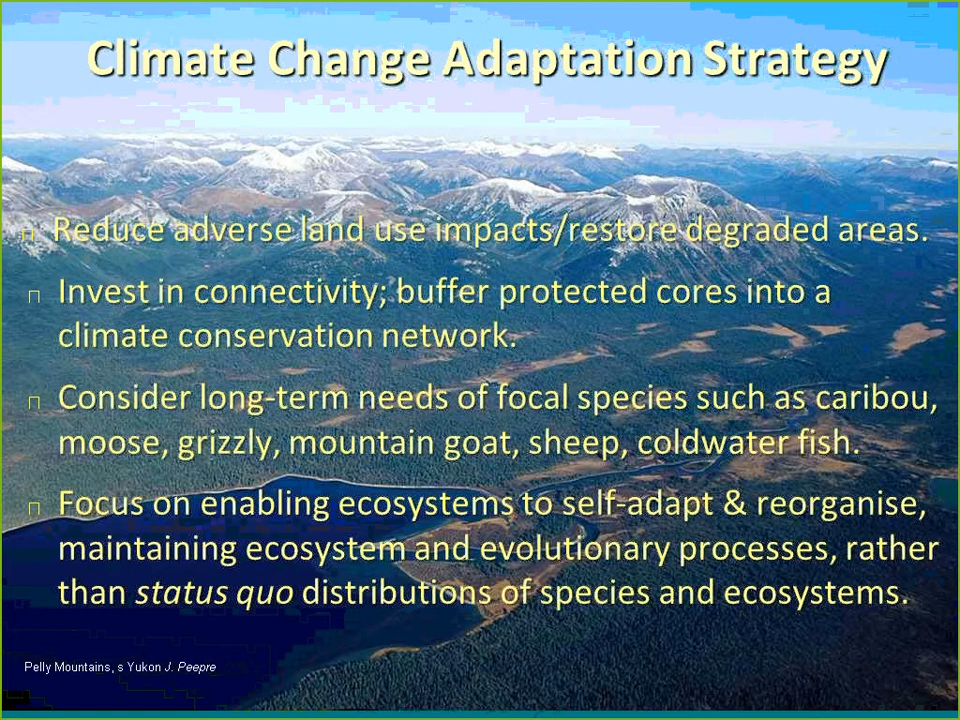 Climate Change Adaptation Strategy
Reduce adverse land use impacts/restore degraded areas.
Invest in connectivity; buffer protected cores into a
climate conservation network.
Consider long-term needs of focal species such as caribou,
moose, grizzly, mountain goat, sheep, coldwater fish.
Focus on enabling ecosystems to self-adapt & reorganise,
maintaining ecosystem and evolutionary processes, rather
than status quo distributions of species and ecosystems.
Pelly Mountains, s Yukon J. Peepre